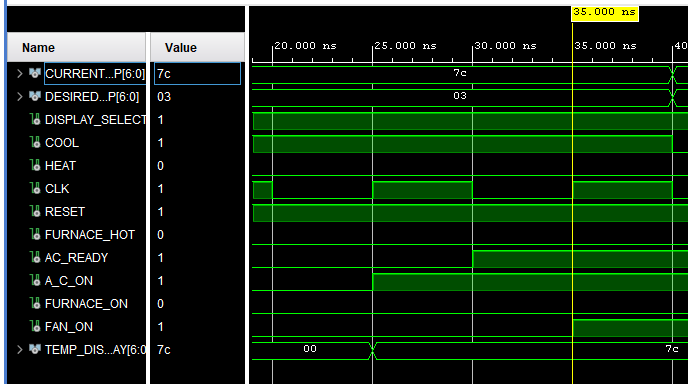 35.000 ns
Name Value 20.000 ns 25.000 ns 30.000 ns 35.000 ns 40
CURRENT...P[6:0] 7c 7c
DESIRED...P[6:0] 03 03
DISPLAY_SELECT 1
COOL 1
HEAT 0
CLK 1
RESET 1
FURNACE_HOT 0
AC_READY 1
A_C_ON 1
FURNACE_ON 0
FAN_ON 1
TEMP_DIS...AY[6:0 7c 00 7c